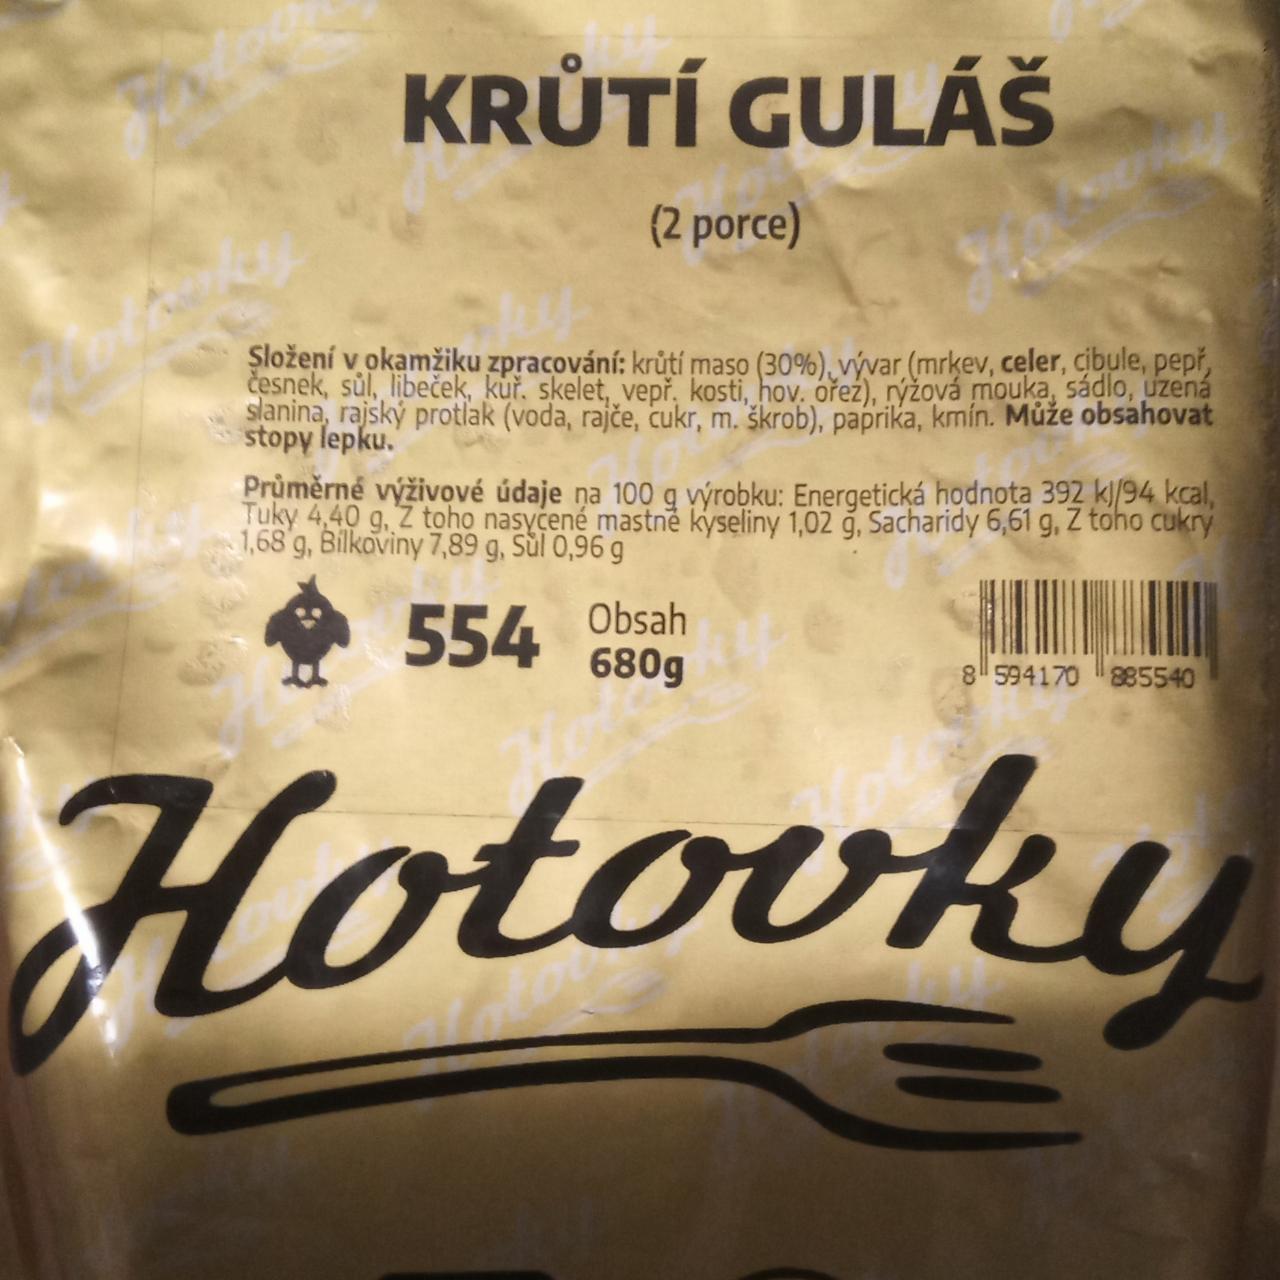 KRŮTÍ GULÁŠ
(2 porce)
Složení v okamžiku zpracování: krůtí maso (30%), vývar (mrkev, celer, cibule, pepř,
česnek, sůl, libeček, kuř. skelet, vepř. kosti, hov. ořez), rýžová mouka, sádlo, uzená
slanina, rajský protlak (voda, rajče, cukr, m. škrob), paprika, kmín. Může obsahovat
stopy lepku.
Průměrné výživové údaje na 100 g výrobku: Energetická hodnota 392 kJ/94 kcal,
Tuky 4,40 g, Z toho nasycené mastné kyseliny 1,02 g, Sacharidy 6,61 g, Z toho cukry
1,68 g, Bílkoviny 7,89 g, Sůl 0,96 g
554
Obsah
680g
8 594170 885540
Hotovky